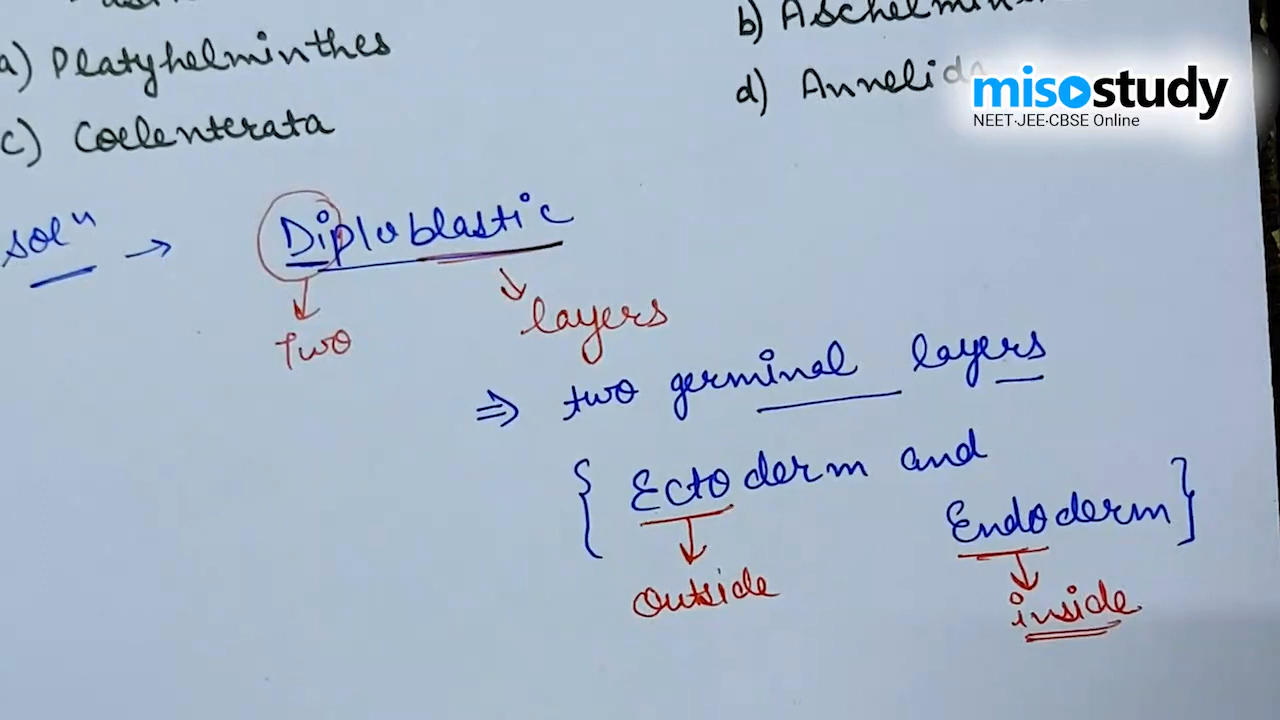 a) Platyhelminthes
b) Aschelmin
c) Coelenterata
d) Annelida
misostudy
NEET·JEE·CBSE Online
solⁿ → Diploblastic
two
layers
⇒ two germinal layers
{ Ectoderm and
Endoderm }
outside
inside